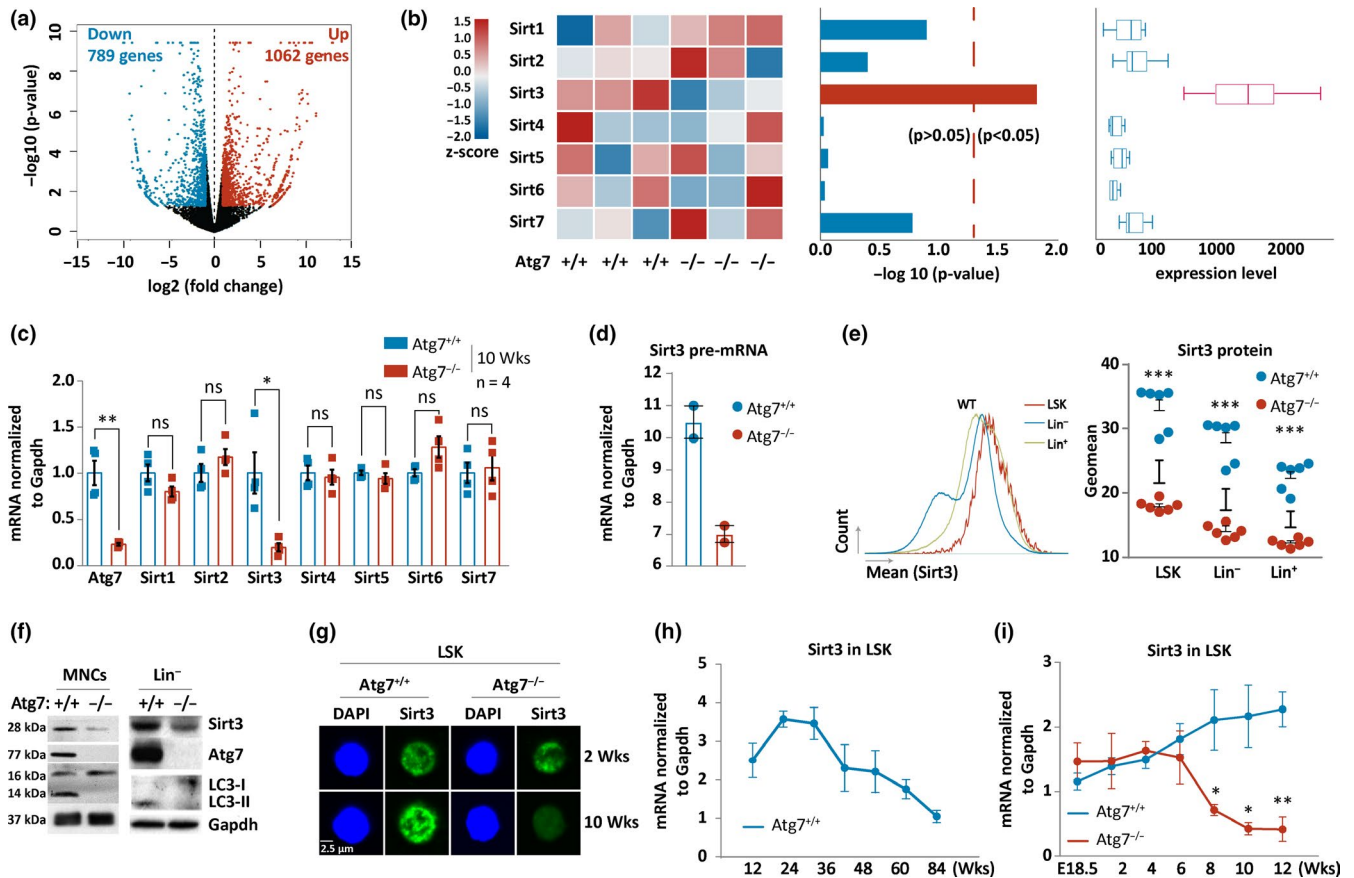 (a)
−log10 (p-value)
10
8
6
4
2
0
Down
789 genes
Up
1062 genes
−15 −10 −5 0 5 10 15
log2 (fold change)
(b)
1.5
1.0
0.5
0.0
−0.5
−1.0
−1.5
−2.0
z-score
Sirt1
Sirt2
Sirt3
Sirt4
Sirt5
Sirt6
Sirt7
Atg7 +/+ +/+ +/+ −/− −/− −/−
(p>0.05) (p<0.05)
0 0.5 1.0 1.5 2.0
−log 10 (p-value)
0 100 1000 2000
expression level
(c)
Atg7+/+
Atg7−/−
10 Wks
n = 4
mRNA normalized
to Gapdh
2.0
1.5
1.0
0.5
0.0
** ns ns * ns ns ns ns
Atg7 Sirt1 Sirt2 Sirt3 Sirt4 Sirt5 Sirt6 Sirt7
(d)
Sirt3 pre-mRNA
mRNA normalized
to Gapdh
12
11
10
9
8
7
6
Atg7+/+
Atg7−/−
(e)
WT
LSK
Lin−
Lin+
Count
Mean (Sirt3)
Sirt3 protein
Geomean
40
30
20
10
*** *** ***
Atg7+/+
Atg7−/−
LSK Lin− Lin+
(f)
MNCs Lin−
Atg7: +/+ −/− +/+ −/−
28 kDa Sirt3
77 kDa Atg7
16 kDa LC3-I
14 kDa LC3-II
37 kDa Gapdh
(g)
LSK
Atg7+/+ Atg7−/−
DAPI Sirt3 DAPI Sirt3
2 Wks
10 Wks
2.5 μm
(h)
Sirt3 in LSK
mRNA normalized
to Gapdh
5
4
3
2
1
0
Atg7+/+
12 24 36 48 60 84 (Wks)
(i)
Sirt3 in LSK
mRNA normalized
to Gapdh
3
2
1
0
Atg7+/+
Atg7−/−
* * **
E18.5 2 4 6 8 10 12 (Wks)